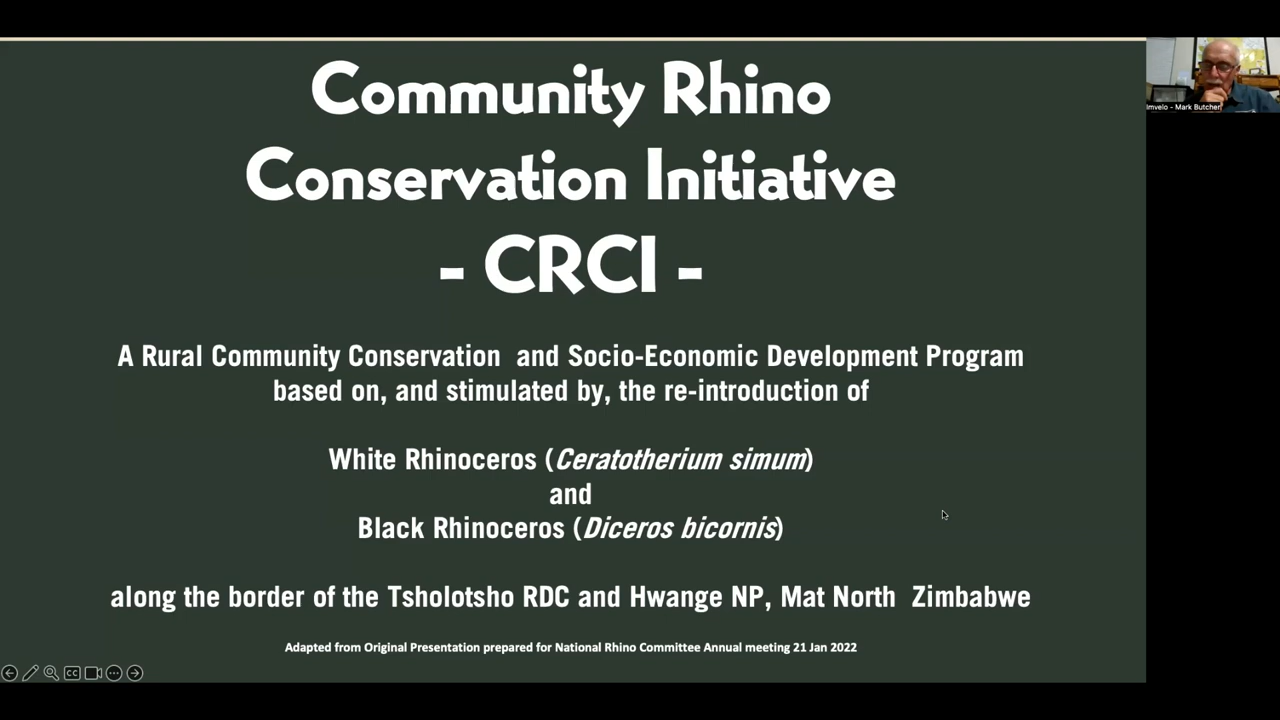 Community Rhino
Conservation Initiative
- CRCI -
A Rural Community Conservation and Socio-Economic Development Program
based on, and stimulated by, the re-introduction of
White Rhinoceros (Ceratotherium simum)
and
Black Rhinoceros (Diceros bicornis)
along the border of the Tsholotsho RDC and Hwange NP, Mat North Zimbabwe
Adapted from Original Presentation prepared for National Rhino Committee Annual meeting 21 Jan 2022
Imvelo - Mark Butcher
CC